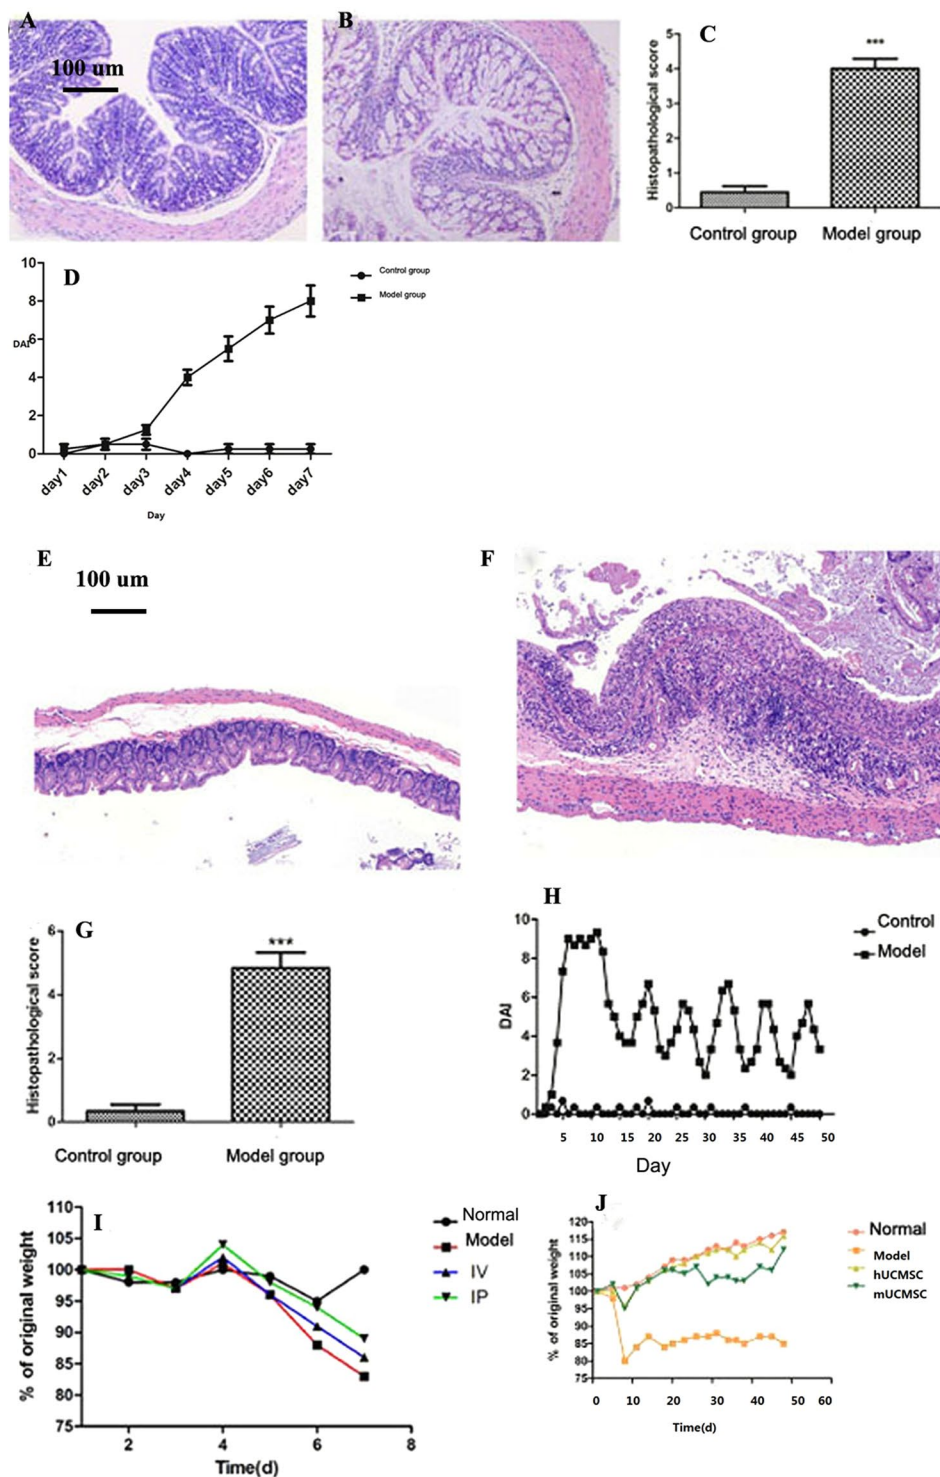 A
100 um
B
C
Histopathological score
5
4
3
2
1
0
***
Control group
Model group
D
DAI
10
8
6
4
2
0
day1
day2
day3
day4
day5
day6
day7
Day
Control group
Model group
E
100 um
F
G
Histopathological score
6
4
2
0
***
Control group
Model group
H
DAI
10
8
6
4
2
0
5
10
15
20
25
30
35
40
45
50
Day
Control
Model
I
% of original weight
110
105
100
95
90
85
80
75
2
4
6
8
Time(d)
Normal
Model
IV
IP
J
% of original weight
120
115
110
105
100
95
90
85
80
75
0
10
20
30
40
50
60
Time(d)
Normal
Model
hUCMSC
mUCMSC